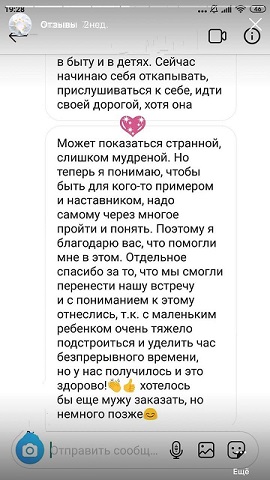 19:28
46
Отзывы 2нед.
в быту и в детях. Сейчас
начинаю себя откапывать,
прислушиваться к себе, идти
своей дорогой, хотя она
Может показаться странной,
слишком мудреной. Но
теперь я понимаю, чтобы
быть для кого-то примером
и наставником, надо
самому через многое
пройти и понять. Поэтому я
благодарю вас, что помогли
мне в этом. Отдельное
спасибо за то, что мы смогли
перенести нашу встречу
и с пониманием к этому
отнеслись, т.к. с маленьким
ребенком очень тяжело
подстроиться и уделить час
безпрерывного времени,
но у нас получилось и это
здорово!👏👍 хотелось
бы еще мужу заказать, но
немного позже😊
Отправить сообщ...
Ещё